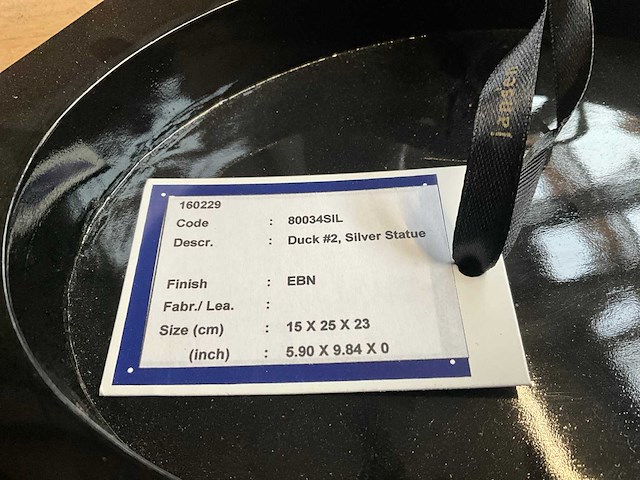 160229
Code : 80034SIL
Descr. : Duck #2, Silver Statue
Finish : EBN
Fabr./ Lea. :
Size (cm) : 15 X 25 X 23
(inch) : 5.90 X 9.84 X 0